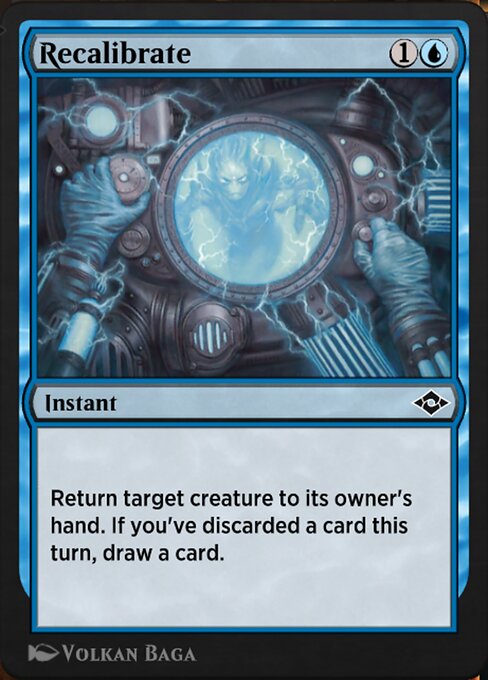 Recalibrate 1
Instant
Return target creature to its owner's
hand. If you've discarded a card this
turn, draw a card.
Volkan Baga